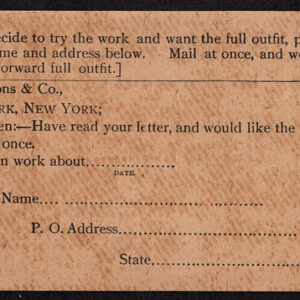 ecide to try the work and want the full outfit, p
me and address below. Mail at once, and we
orward full outfit.]
ons & Co.,
RK, NEW YORK;
en:—Have read your letter, and would like the
once.
n work about....................
DATE.
Name....................
P. O. Address....................
State....................